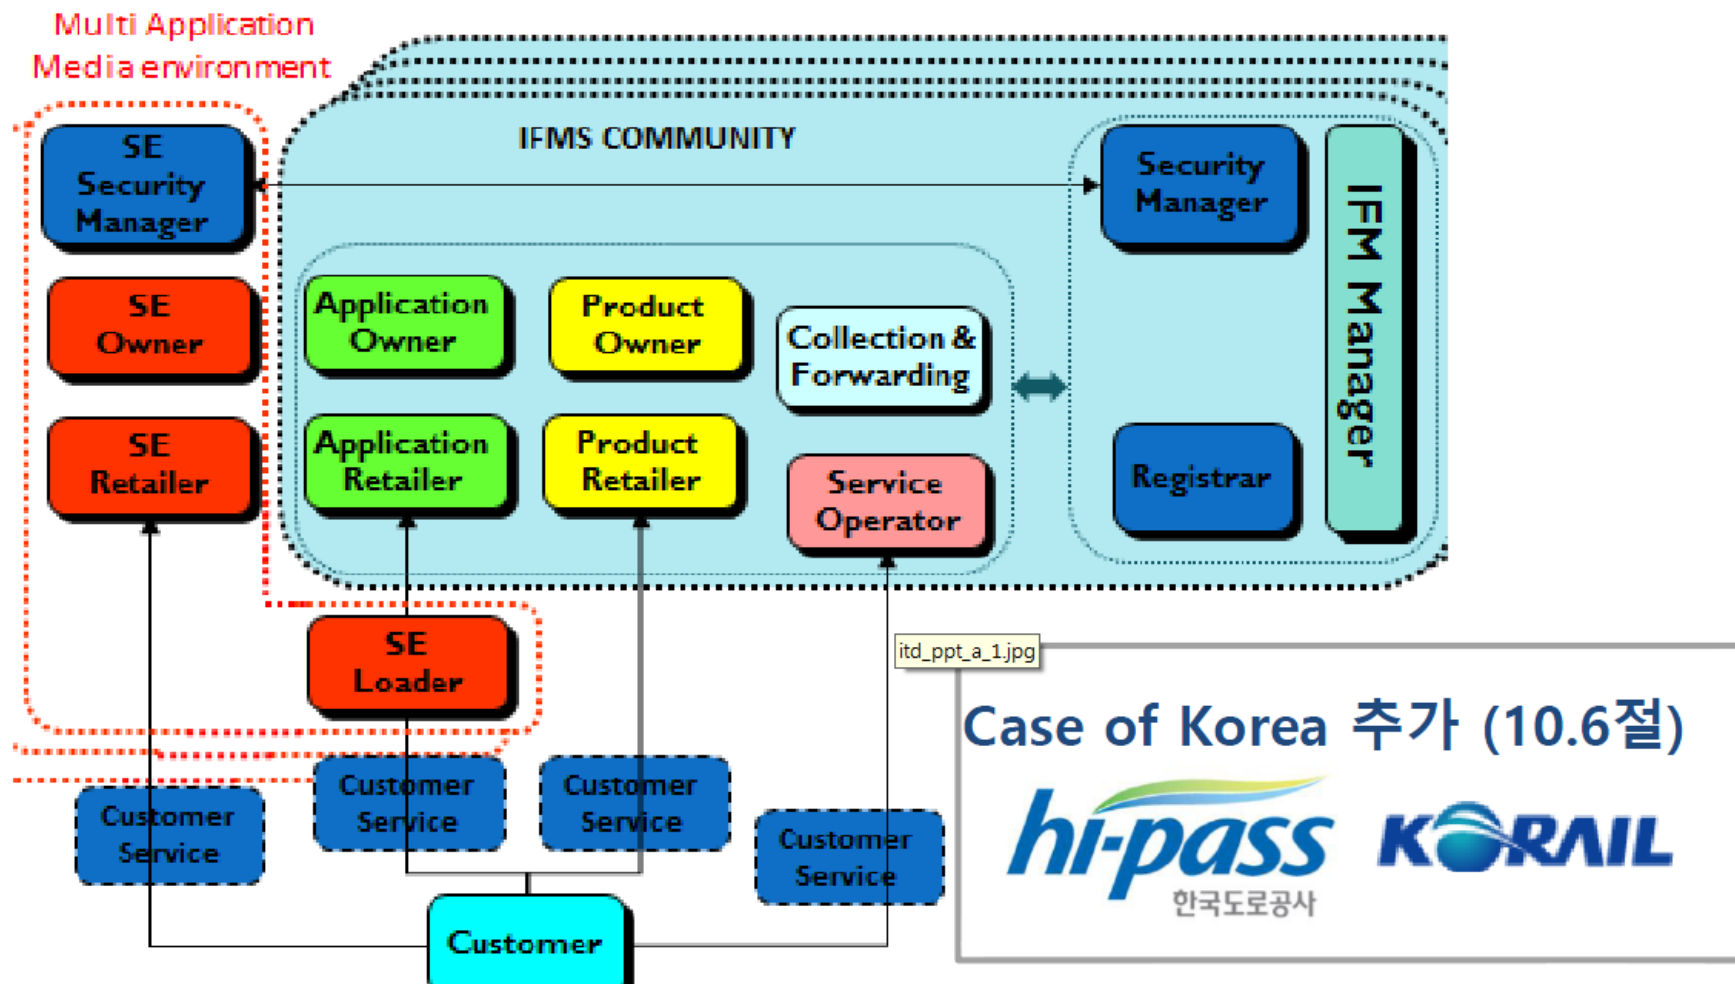 Multi Application
Media environment
IFMS COMMUNITY
SE
Security
Manager
Security
Manager
IFM Manager
SE
Owner
Application
Owner
Product
Owner
Collection &
Forwarding
SE
Retailer
Application
Retailer
Product
Retailer
Service
Operator
Registrar
SE
Loader
itd_ppt_a_1.jpg
Case of Korea 추가 (10.6절)
hi-pass
한국도로공사
KORAIL
Customer
Service
Customer
Service
Customer
Service
Customer
Service
Customer